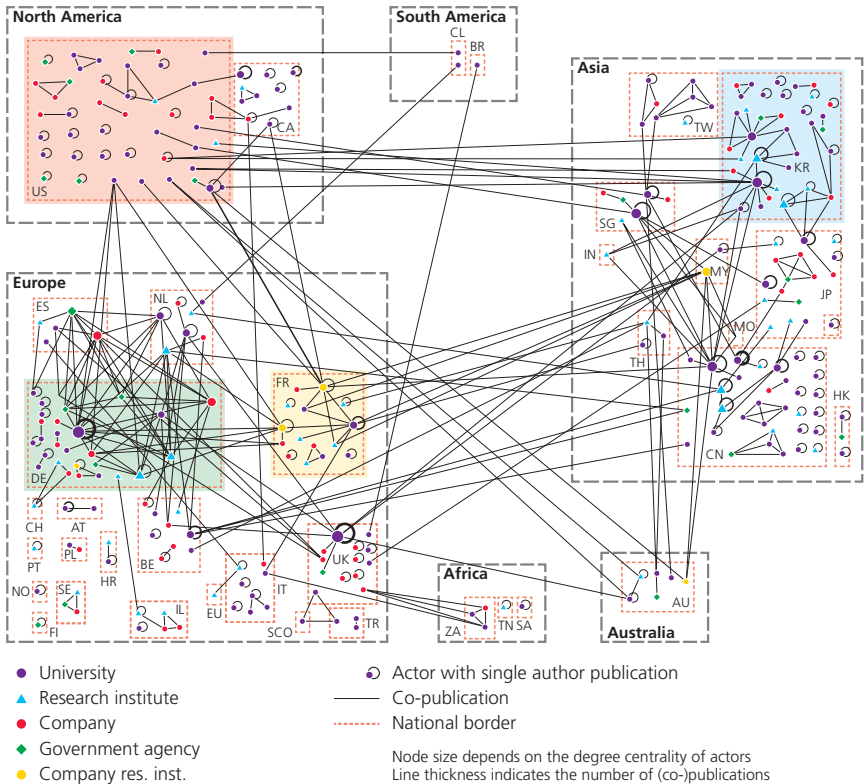 North America
South America
CL
BR
Asia
TW
CA
KR
US
SG
IN
MY
Europe
ES
NL
JP
MO
TH
FR
HK
DE
CN
CH
AT
PT
PL
HR
BE
UK
NO
SE
FI
IL
EU
IT
SCO
TR
Africa
ZA
TN
SA
AU
Australia
University
Research institute
Company
Government agency
Company res. inst.
Actor with single author publication
Co-publication
National border
Node size depends on the degree centrality of actors
Line thickness indicates the number of (co-)publications